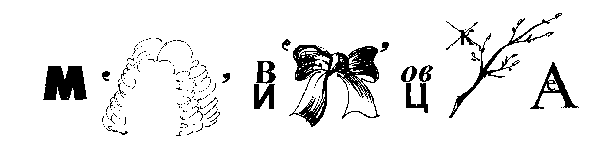 М ‘ , В ‘ , ов К
И Ц А е